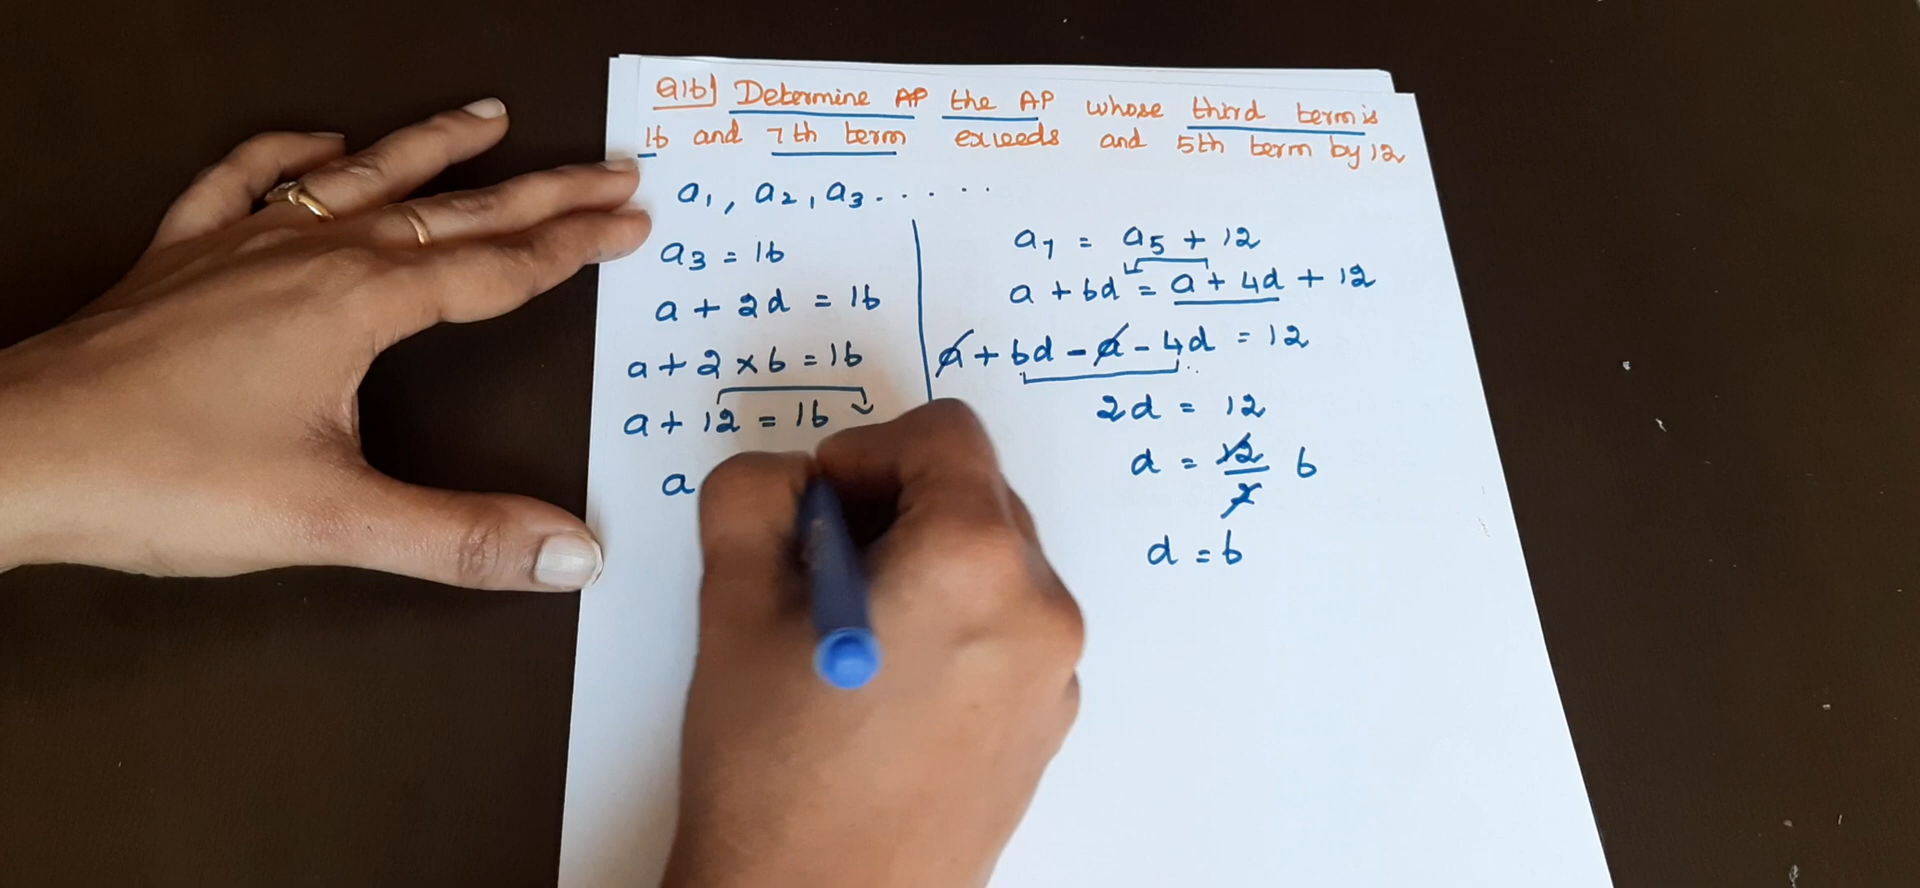 Q16) Determine AP the AP whose third term is
16 and 7th term exceeds and 5th term by 12
a1, a2, a3.....
a3 = 16
a + 2d = 16
a + 2 × 6 = 16
a + 12 = 16
a
a7 = a5 + 12
a + 6d = a + 4d + 12
a + 6d - a - 4d = 12
2d = 12
d = 12/2 6
d = 6